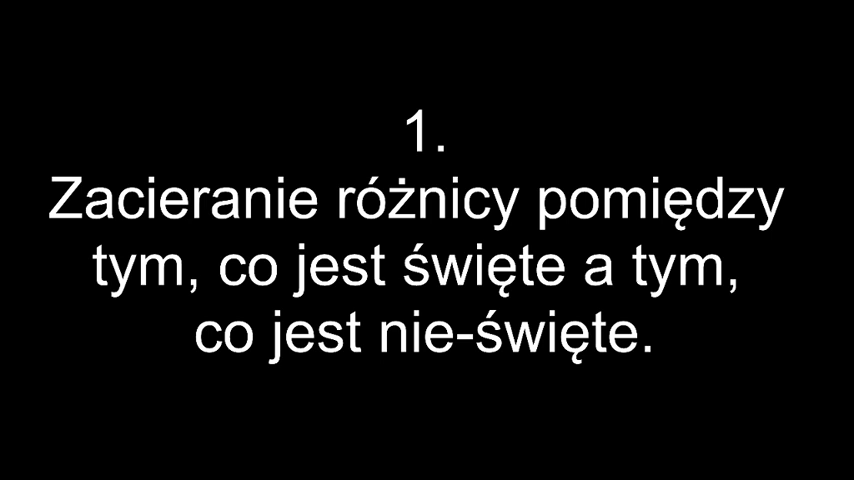 1.
Zacieranie różnicy pomiędzy
tym, co jest święte a tym,
co jest nie-święte.